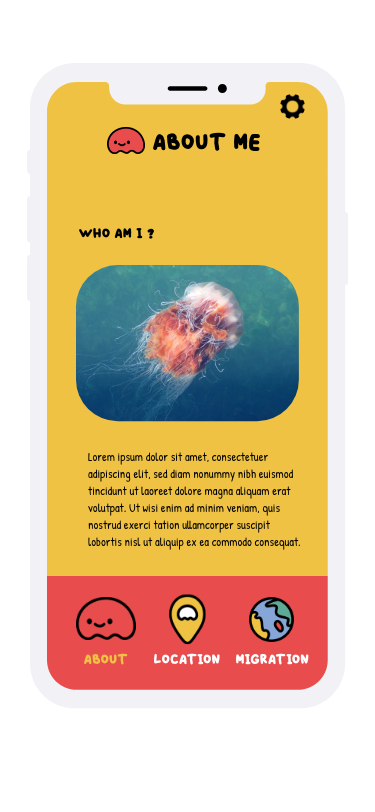 ABOUT ME
WHO AM I ?
Lorem ipsum dolor sit amet, consectetuer
adipiscing elit, sed diam nonummy nibh euismod
tincidunt ut laoreet dolore magna aliquam erat
volutpat. Ut wisi enim ad minim veniam, quis
nostrud exerci tation ullamcorper suscipit
lobortis nisl ut aliquip ex ea commodo consequat.
ABOUT LOCATION MIGRATION